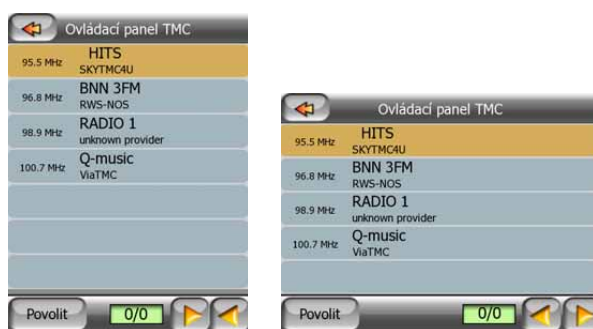 Ovládací panel TMC
95.5 MHz HITS
SKYTMC4U
96.8 MHz BNN 3FM
RWS-NOS
98.9 MHz RADIO 1
unknown provider
100.7 MHz Q-music
ViaTMC
Povolit 0/0
Ovládací panel TMC
95.5 MHz HITS
SKYTMC4U
96.8 MHz BNN 3FM
RWS-NOS
98.9 MHz RADIO 1
unknown provider
100.7 MHz Q-music
ViaTMC
Povolit 0/0